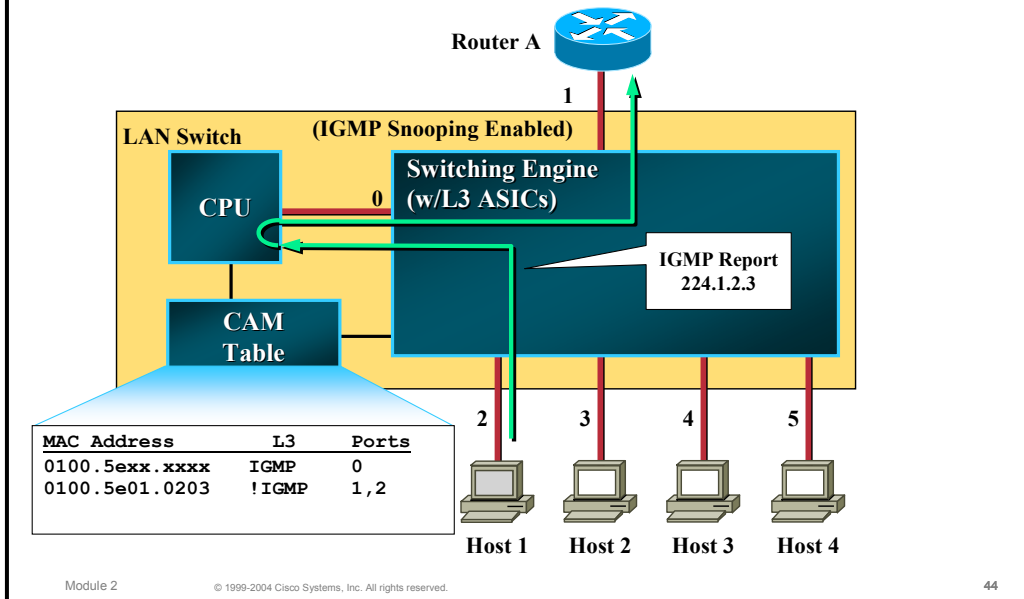 Router A
1
LAN Switch
(IGMP Snooping Enabled)
Switching Engine
(w/L3 ASICs)
CPU
0
IGMP Report
224.1.2.3
CAM
Table
2
3
4
5
MAC Address L3 Ports
0100.5exx.xxxx IGMP 0
0100.5e01.0203 !IGMP 1,2
Host 1
Host 2
Host 3
Host 4
Module 2
© 1999-2004 Cisco Systems, Inc. All rights reserved.
44